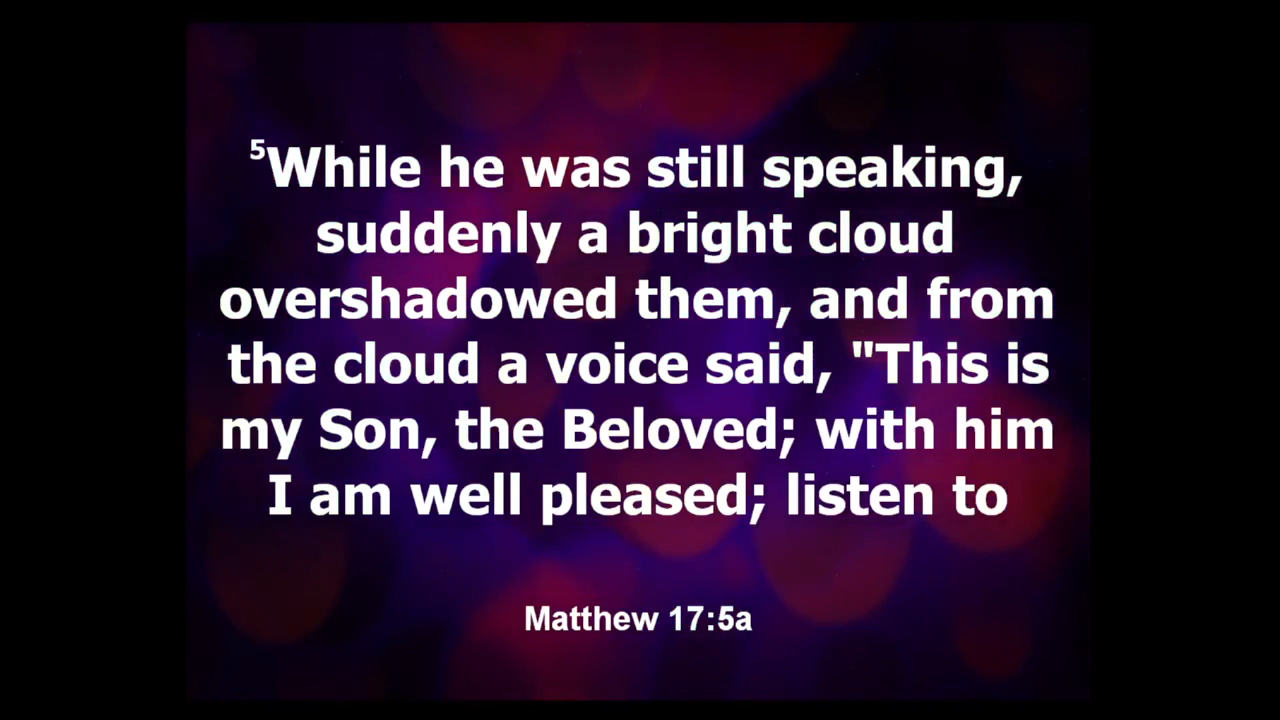 ⁵While he was still speaking,
suddenly a bright cloud
overshadowed them, and from
the cloud a voice said, "This is
my Son, the Beloved; with him
I am well pleased; listen to
Matthew 17:5a